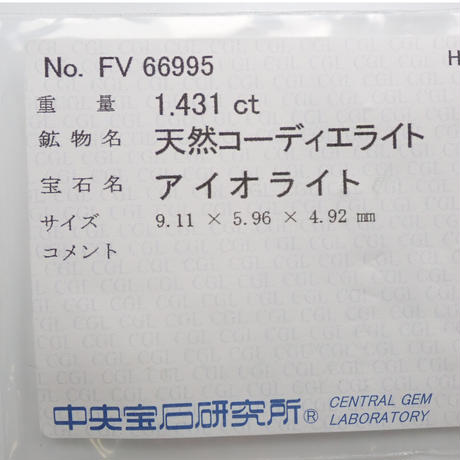 No. FV 66995 H
重量 1.431 ct
鉱物名 天然コーディエライト
宝石名 アイオライト
サイズ 9.11 × 5.96 × 4.92 mm
コメント
中央宝石研究所® CENTRAL GEM
LABORATORY